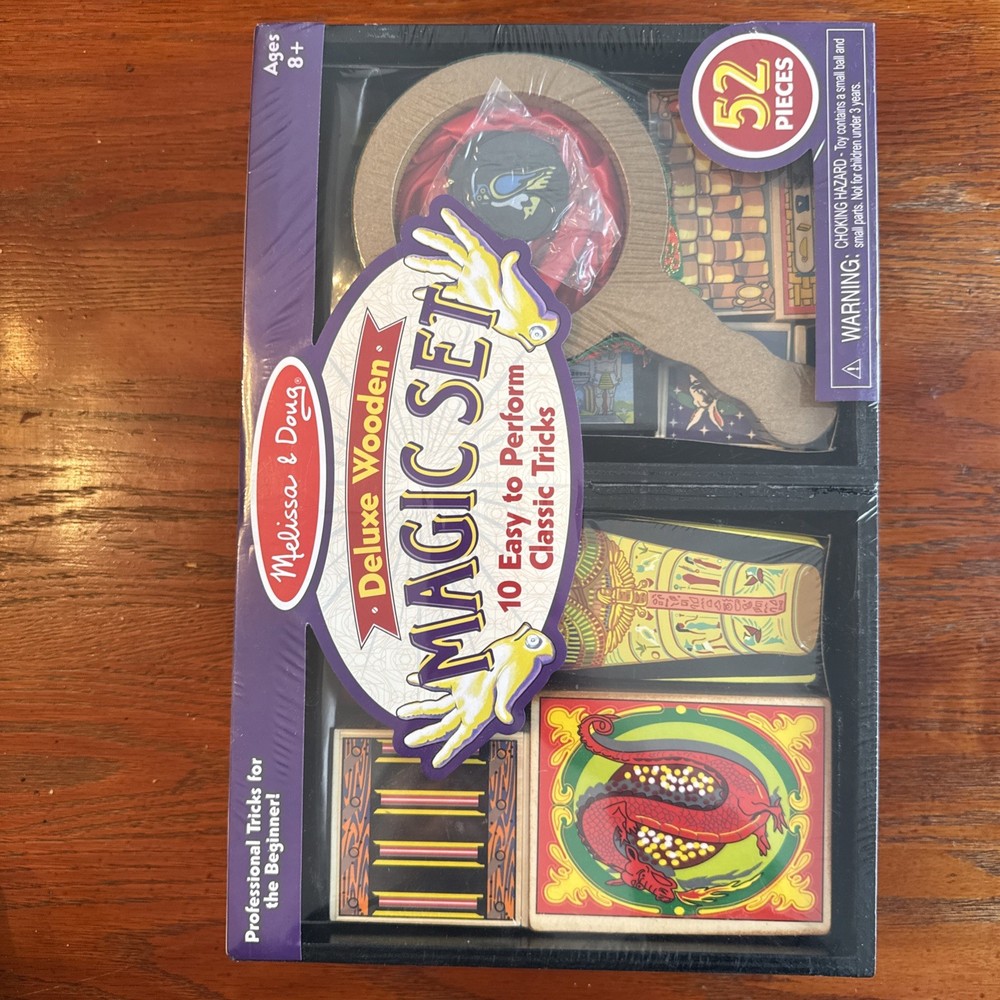 Professional Tricks for
the Beginner!
Melissa & Doug®
Ages
8+
• Deluxe Wooden •
MAGIC SET
10 Easy to Perform
Classic Tricks
52
PIECES
WARNING: CHOKING HAZARD - Toy contains a small ball and
small parts. Not for children under 3 years.